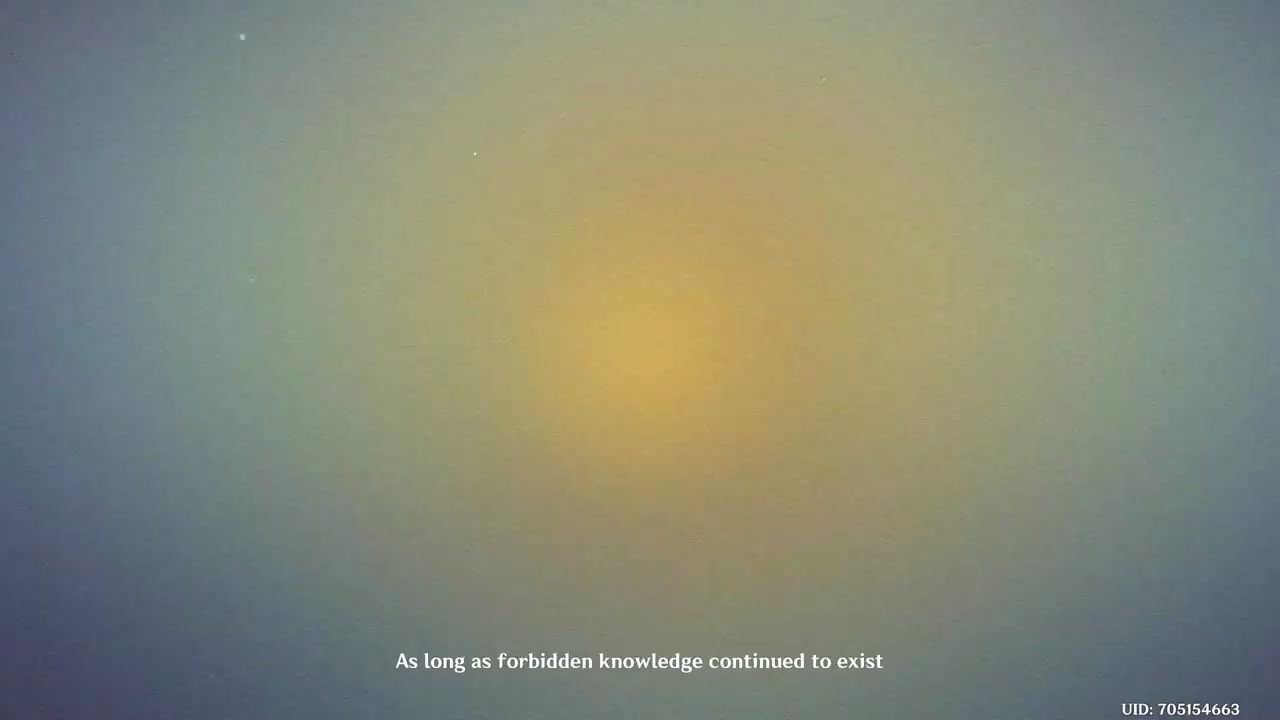 As long as forbidden knowledge continued to exist
UID: 705154663